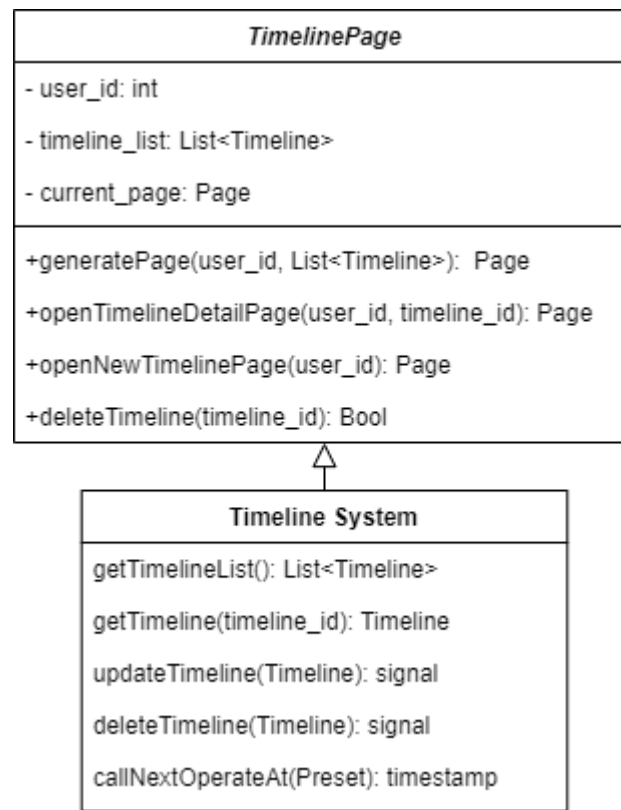 TimelinePage
- user_id: int
- timeline_list: List<Timeline>
- current_page: Page
+generatePage(user_id, List<Timeline>): Page
+openTimelineDetailPage(user_id, timeline_id): Page
+openNewTimelinePage(user_id): Page
+deleteTimeline(timeline_id): Bool
Timeline System
getTimelineList(): List<Timeline>
getTimeline(timeline_id): Timeline
updateTimeline(Timeline): signal
deleteTimeline(Timeline): signal
callNextOperateAt(Preset): timestamp